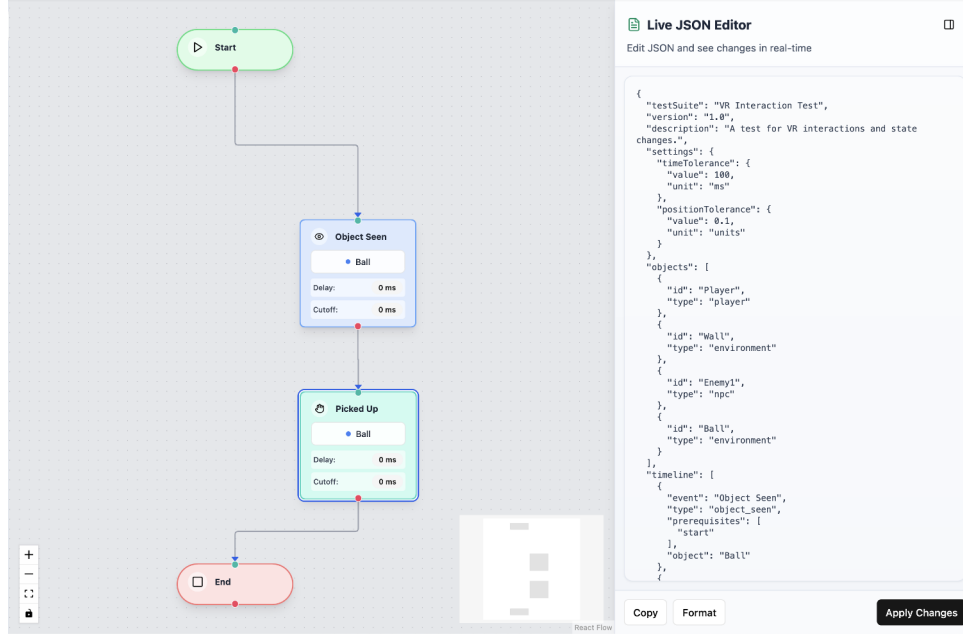 Start
Object Seen
Ball
Delay: 0 ms
Cutoff: 0 ms
Picked Up
Ball
Delay: 0 ms
Cutoff: 0 ms
End
React Flow
Live JSON Editor
Edit JSON and see changes in real-time
{
"testSuite": "VR Interaction Test",
"version": "1.0",
"description": "A test for VR interactions and state
changes.",
"settings": {
"timeTolerance": {
"value": 100,
"unit": "ms"
},
"positionTolerance": {
"value": 0.1,
"unit": "units"
}
},
"objects": [
{
"id": "Player",
"type": "player"
},
{
"id": "Wall",
"type": "environment"
},
{
"id": "Enemy1",
"type": "npc"
},
{
"id": "Ball",
"type": "environment"
}
],
"timeline": [
{
"event": "Object Seen",
"type": "object_seen",
"prerequisites": [
"start"
],
"object": "Ball"
},
{
Copy Format Apply Changes